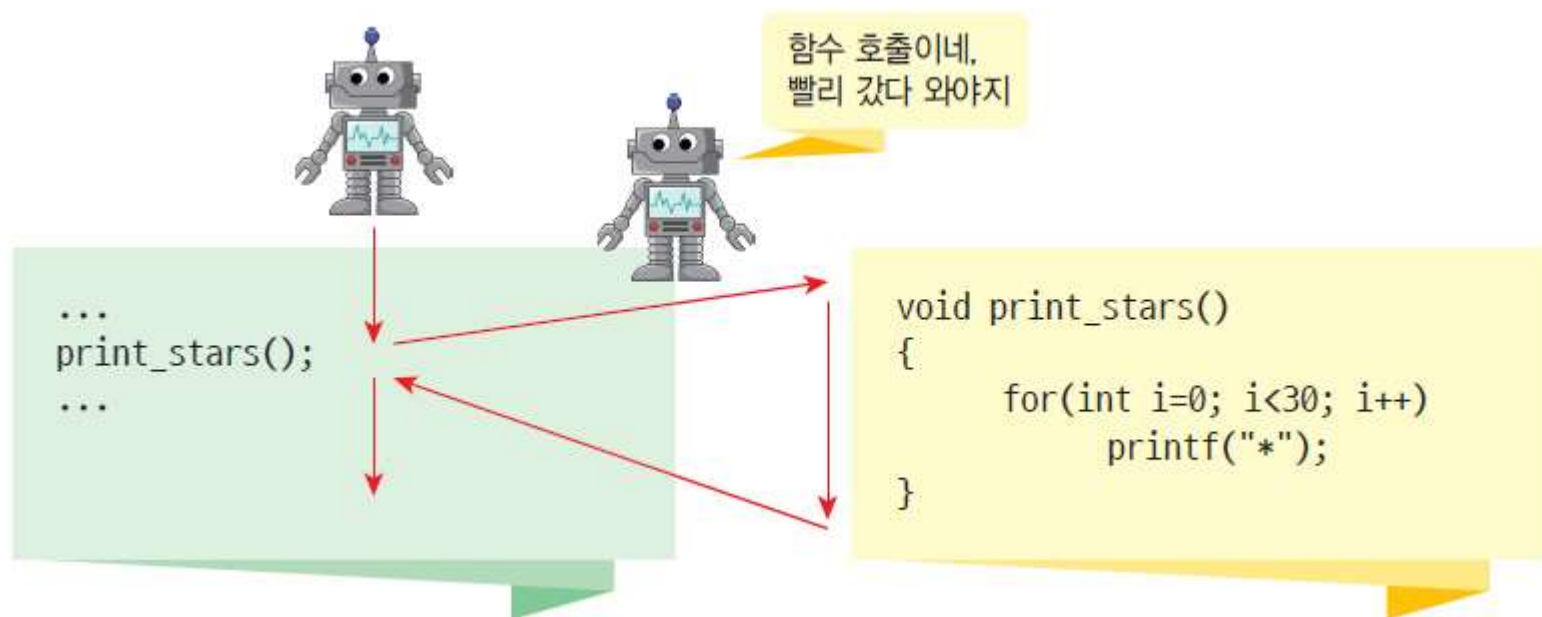 함수 호출이네,
빨리 갔다 와야지
...
print_stars();
...
void print_stars()
{
for(int i=0; i<30; i++)
printf("*");
}